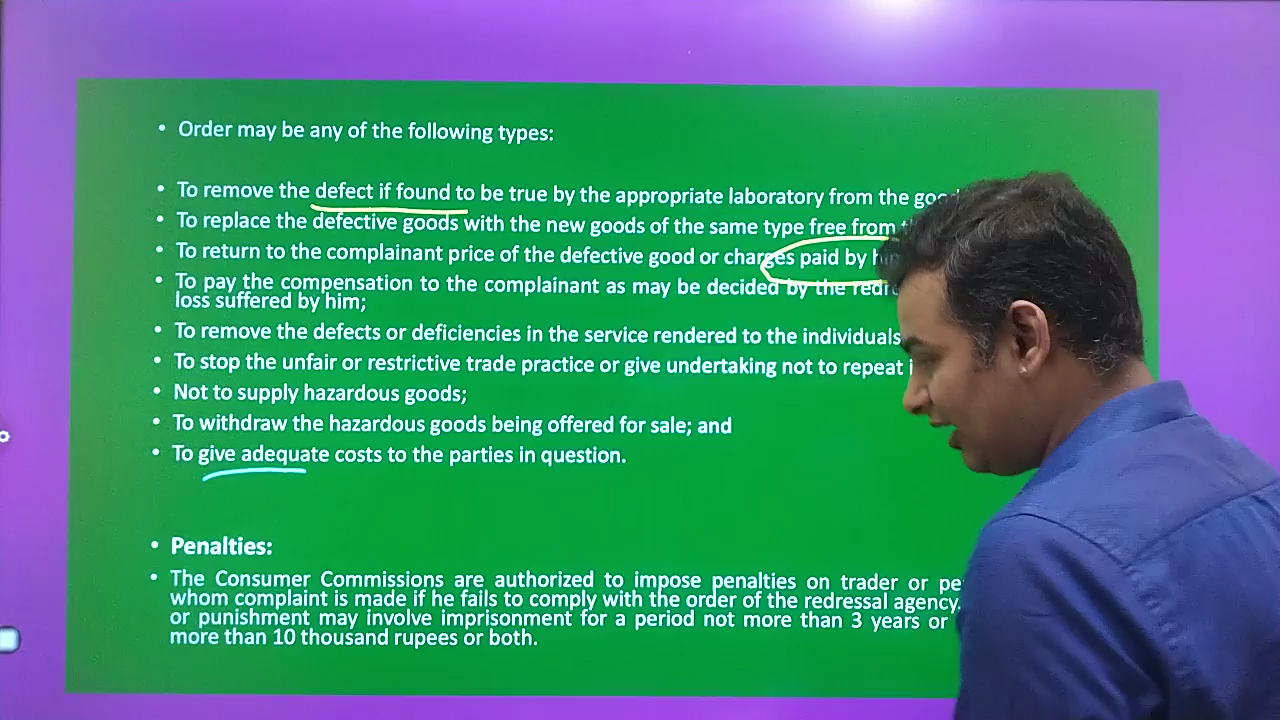 • Order may be any of the following types:
• To remove the defect if found to be true by the appropriate laboratory from the
• To replace the defective goods with the new goods of the same type free from
• To return to the complainant price of the defective good or charges paid by
• To pay the compensation to the complainant as may be decided by the
loss suffered by him;
• To remove the defects or deficiencies in the service rendered to the individuals
• To stop the unfair or restrictive trade practice or give undertaking not to repeat
• Not to supply hazardous goods;
• To withdraw the hazardous goods being offered for sale; and
• To give adequate costs to the parties in question.
• Penalties:
• The Consumer Commissions are authorized to impose penalties on trader or
whom complaint is made if he fails to comply with the order of the redressal agency.
or punishment may involve imprisonment for a period not more than 3 years or
more than 10 thousand rupees or both.